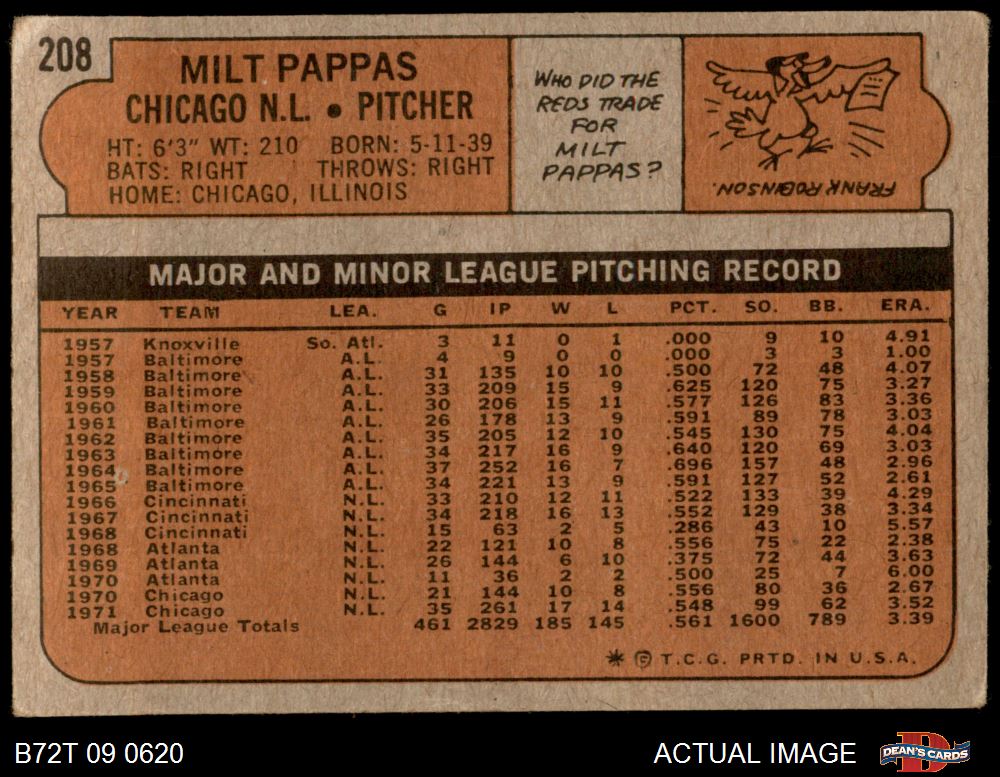 208
MILT PAPPAS
CHICAGO N.L. • PITCHER
HT: 6'3" WT: 210 BORN: 5-11-39
BATS: RIGHT THROWS: RIGHT
HOME: CHICAGO, ILLINOIS
WHO DID THE
REDS TRADE
FOR
MILT
PAPPAS?
FRANK ROBINSON.
MAJOR AND MINOR LEAGUE PITCHING RECORD
YEAR TEAM LEA. G IP W L PCT. SO. BB. ERA.
1957 Knoxville So. Atl. 3 11 0 1 .000 9 10 4.91
1957 Baltimore A.L. 4 9 0 0 .000 3 3 1.00
1958 Baltimore A.L. 31 135 10 10 .500 72 48 4.07
1959 Baltimore A.L. 33 209 15 9 .625 120 75 3.27
1960 Baltimore A.L. 30 206 15 11 .577 126 83 3.36
1961 Baltimore A.L. 26 178 13 9 .591 89 78 3.03
1962 Baltimore A.L. 35 205 12 10 .545 130 75 4.04
1963 Baltimore A.L. 34 217 16 9 .640 120 69 3.03
1964 Baltimore A.L. 37 252 16 7 .696 157 48 2.96
1965 Baltimore A.L. 34 221 13 9 .591 127 52 2.61
1966 Cincinnati N.L. 33 210 12 11 .522 133 39 4.29
1967 Cincinnati N.L. 34 218 16 13 .552 129 38 3.34
1968 Cincinnati N.L. 15 63 2 5 .286 43 10 5.57
1968 Atlanta N.L. 22 121 10 8 .556 75 22 2.38
1969 Atlanta N.L. 26 144 6 10 .375 72 44 3.63
1970 Atlanta N.L. 11 36 2 2 .500 25 7 6.00
1970 Chicago N.L. 21 144 10 8 .556 80 36 2.67
1971 Chicago N.L. 35 261 17 14 .548 99 62 3.52
Major League Totals 461 2829 185 145 .561 1600 789 3.39
* © T.C.G. PRTD. IN U.S.A.
B72T 09 0620
ACTUAL IMAGE
DEAN'S CARDS